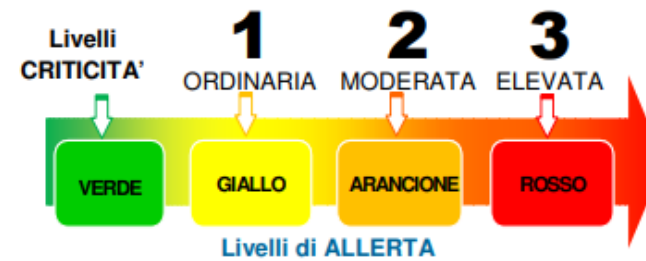 Livelli
CRITICITA'
1
ORDINARIA
2
MODERATA
3
ELEVATA
VERDE
GIALLO
ARANCIONE
ROSSO
Livelli di ALLERTA